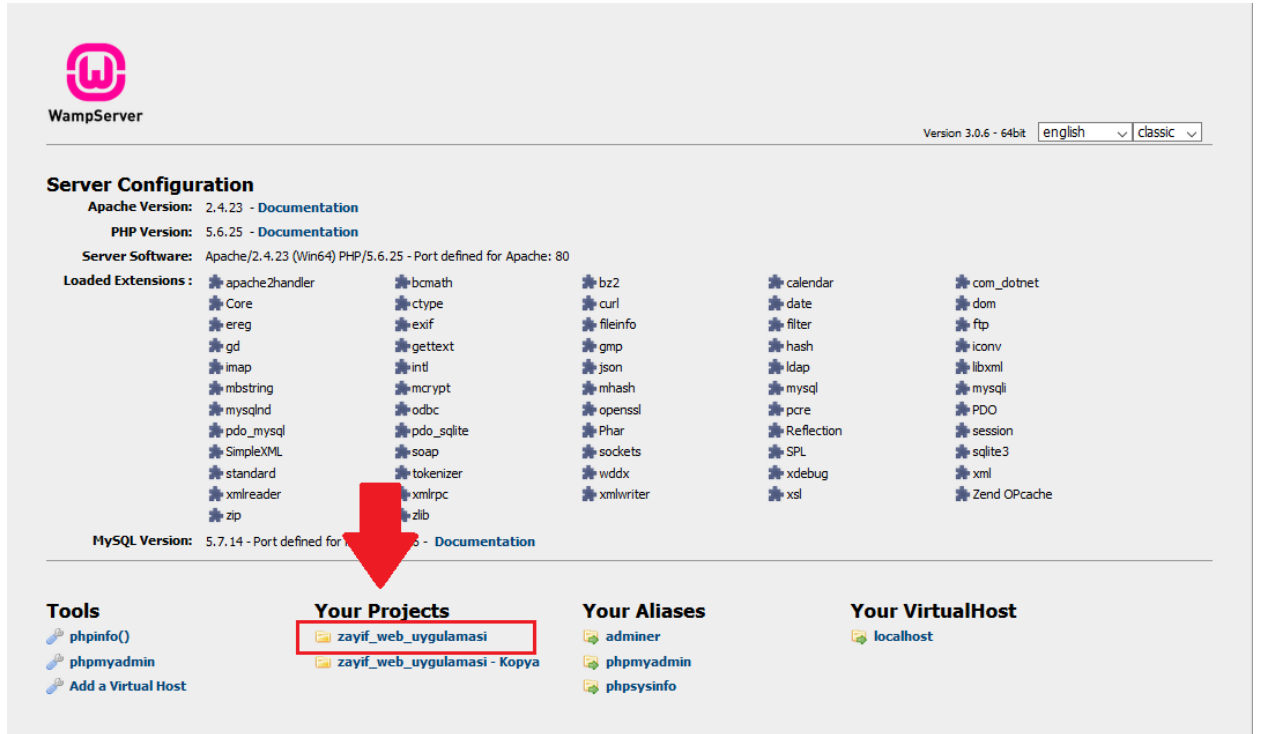 WampServer
Version 3.0.6 - 64bit english classic
Server Configuration
Apache Version: 2.4.23 - Documentation
PHP Version: 5.6.25 - Documentation
Server Software: Apache/2.4.23 (Win64) PHP/5.6.25 - Port defined for Apache: 80
Loaded Extensions : apache2handler bcmath bz2 calendar com_dotnet
Core ctype curl date dom
ereg exif fileinfo filter ftp
gd gettext gmp hash iconv
imap intl json ldap libxml
mbstring mcrypt mhash mysql mysqli
mysqlnd odbc openssl pcre PDO
pdo_mysql pdo_sqlite Phar Reflection session
SimpleXML soap sockets SPL sqlite3
standard tokenizer wddx xdebug xml
xmlreader xmlrpc xmlwriter xsl Zend OPcache
zip zlib
MySQL Version: 5.7.14 - Port defined for - Documentation
Tools Your Projects Your Aliases Your VirtualHost
phpinfo() zayif_web_uygulamasi adminer localhost
phpmyadmin zayif_web_uygulamasi - Kopya phpmyadmin
Add a Virtual Host phpsysinfo